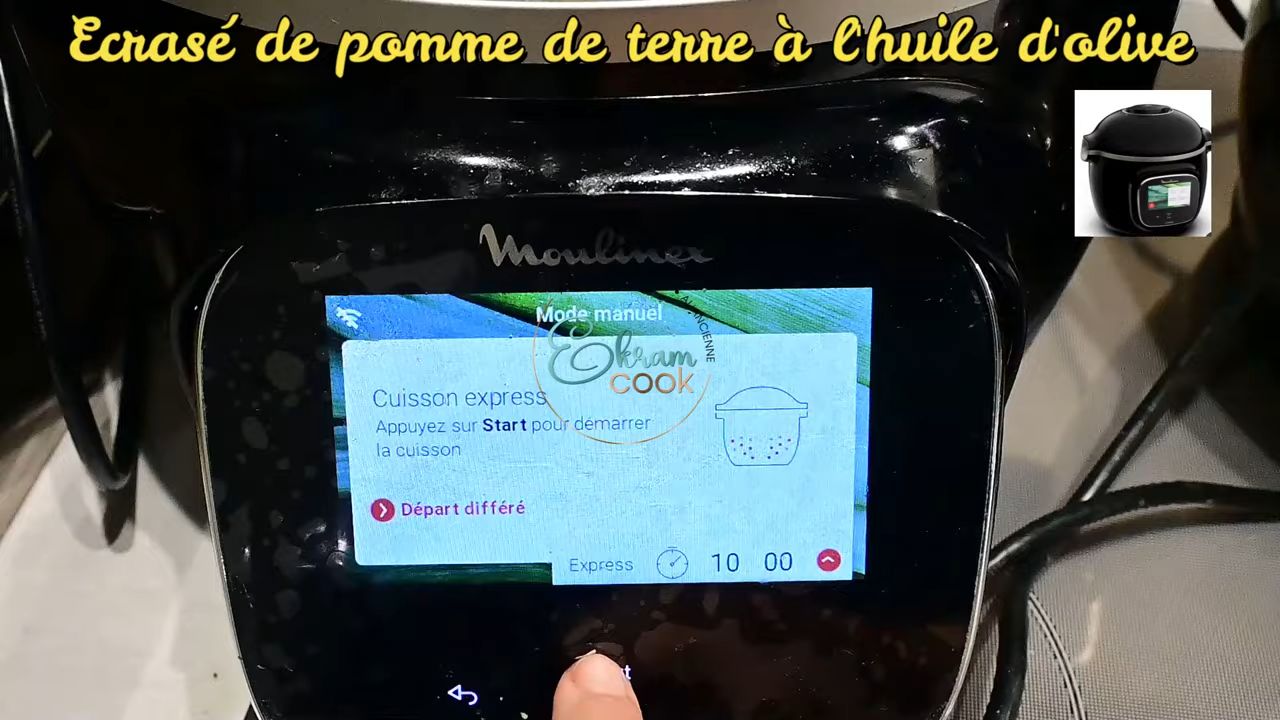 Ecrasé de pomme de terre à l'huile d'olive
Moulinex
Mode manuel
A L'ANCIENNE
Ekram
cook
Cuisson express
Appuyez sur Start pour démarrer
la cuisson
Départ différé
Express 10 00